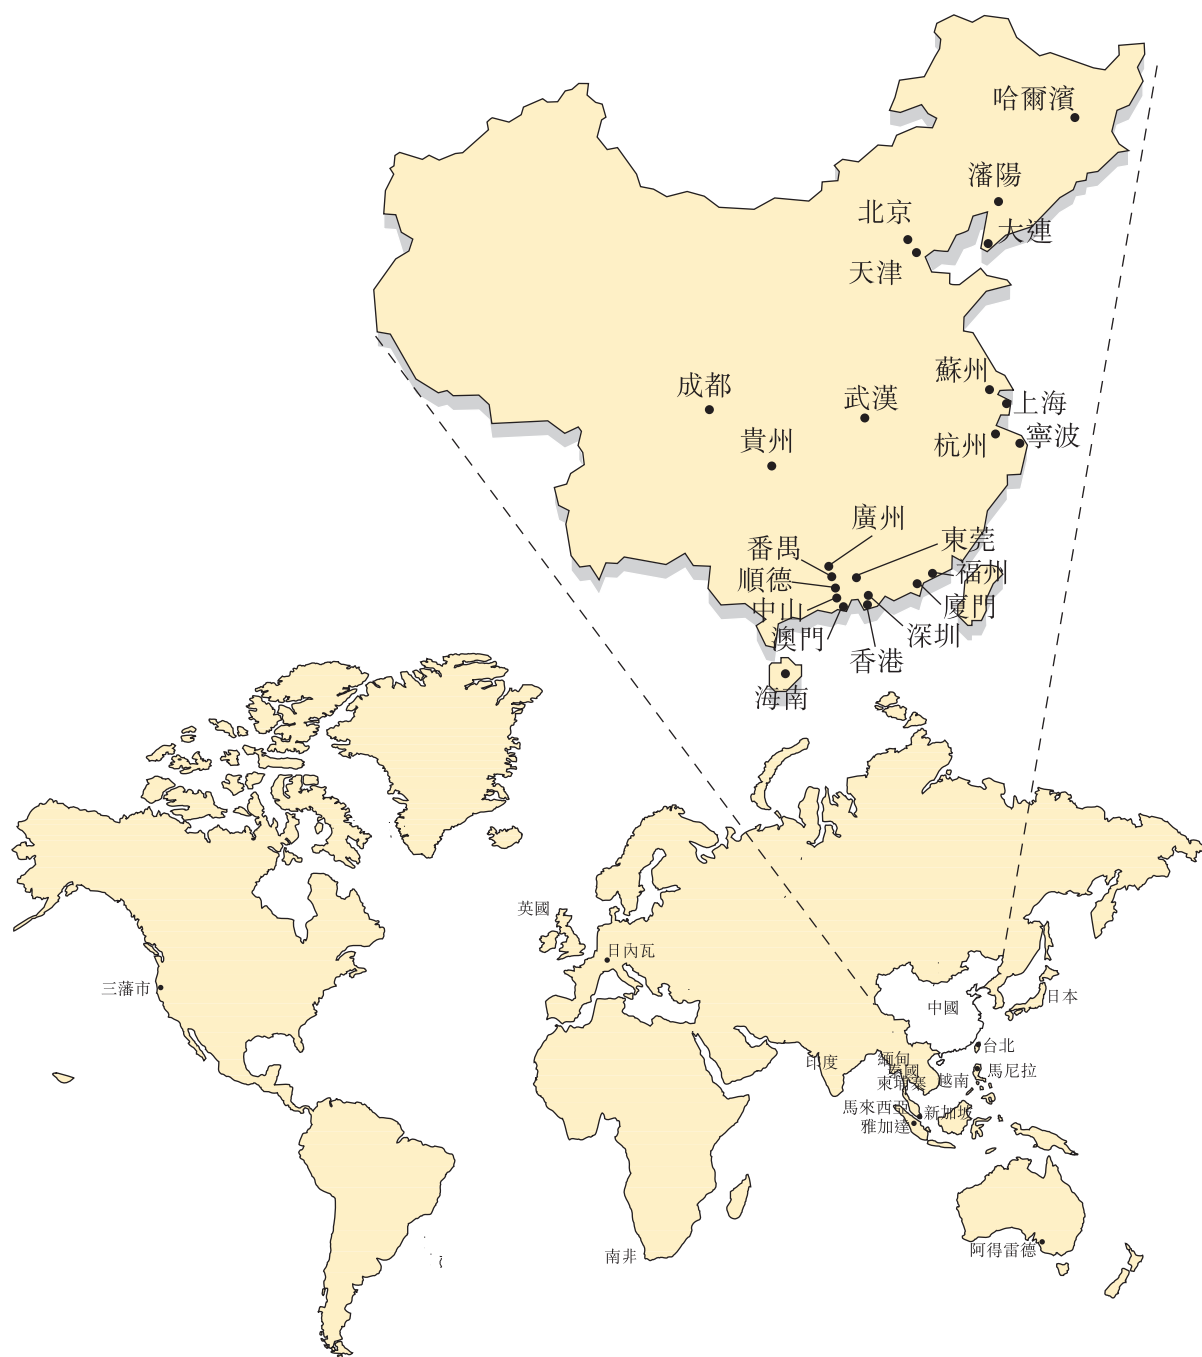 哈爾濱
瀋陽
北京
大連
天津
蘇州
成都
武漢
上海
寧波
杭州
貴州
廣州
東莞
番禺
福州
順德
廈門
中山
深圳
澳門
香港
海南
英國
日內瓦
三藩市
日本
中國
台北
緬甸
印度
泰國
馬尼拉
越南
柬埔寨
馬來西亞
新加坡
雅加達
阿得雷德
南非